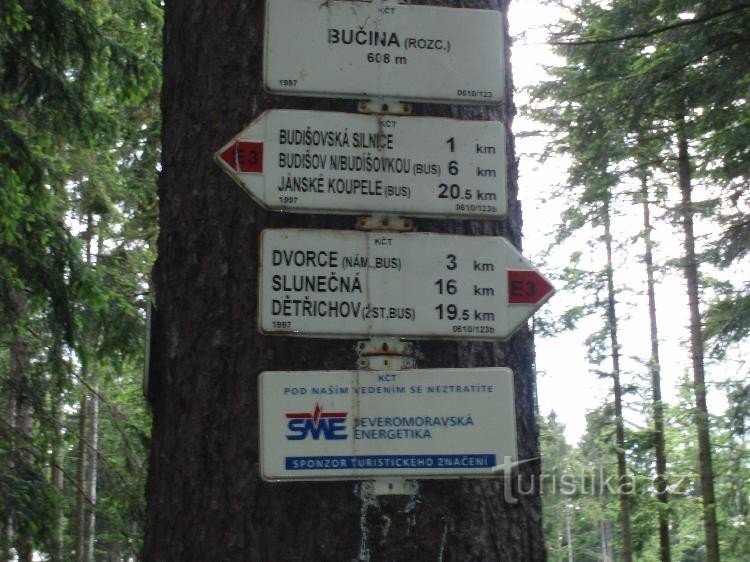 KČT
BUČINA (ROZC.)
608 m
1997 0610/123
KČT
BUDIŠOVSKÁ SILNICE 1 km
E3
BUDIŠOV N/BUDIŠOVKOU (BUS) 6 km
JÁNSKÉ KOUPELE (BUS) 20.5 km
1997 0610/123b
KČT
DVORCE (NÁM.,BUS) 3 km
SLUNEČNÁ 16 km
E3
DĚTŘICHOV (ŽST,BUS) 19.5 km
1997 0610/123b
KČT
POD NAŠÍM VEDENÍM SE NEZTRATÍTE
SME SEVEROMORAVSKÁ
ENERGETIKA
SPONZOR TURISTICKÉHO ZNAČENÍ
turistika.cz